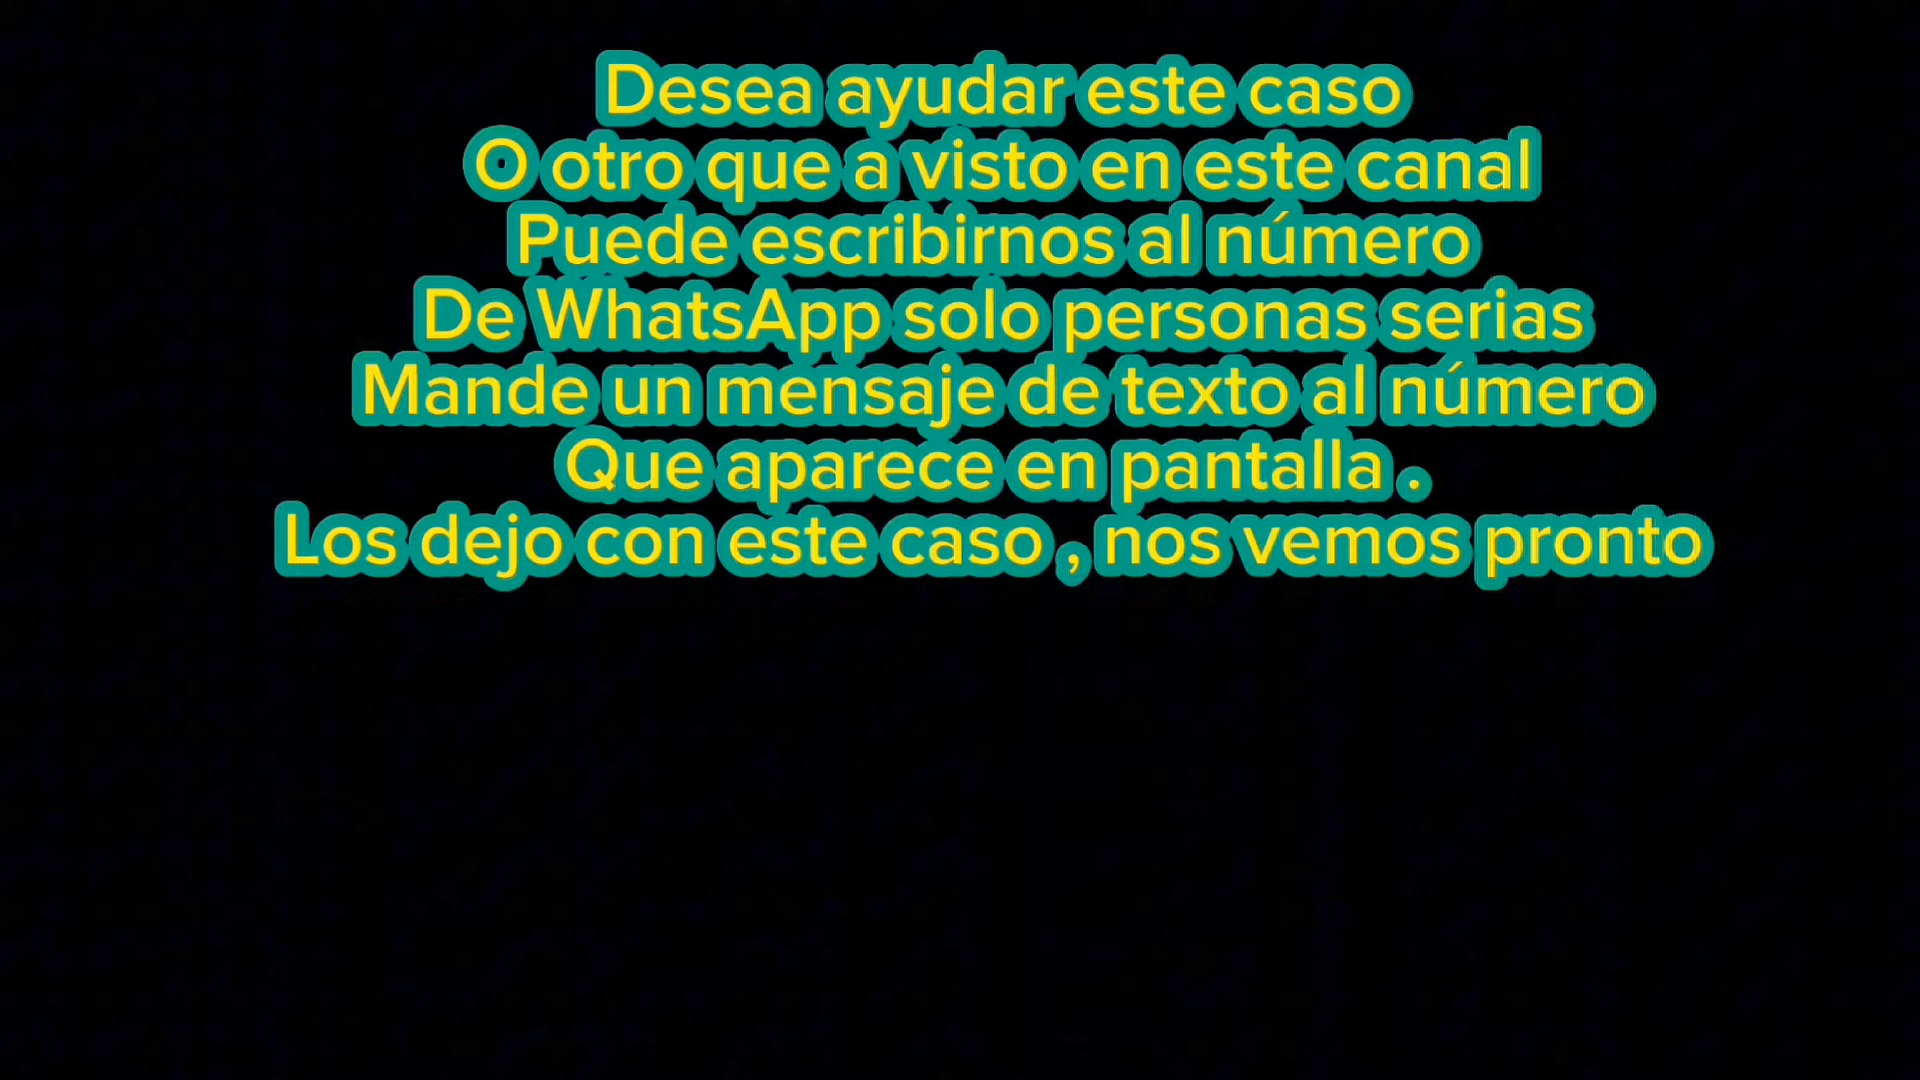 Desea ayudar este caso
O otro que a visto en este canal
Puede escribirnos al número
De WhatsApp solo personas serias
Mande un mensaje de texto al número
Que aparece en pantalla .
Los dejo con este caso , nos vemos pronto